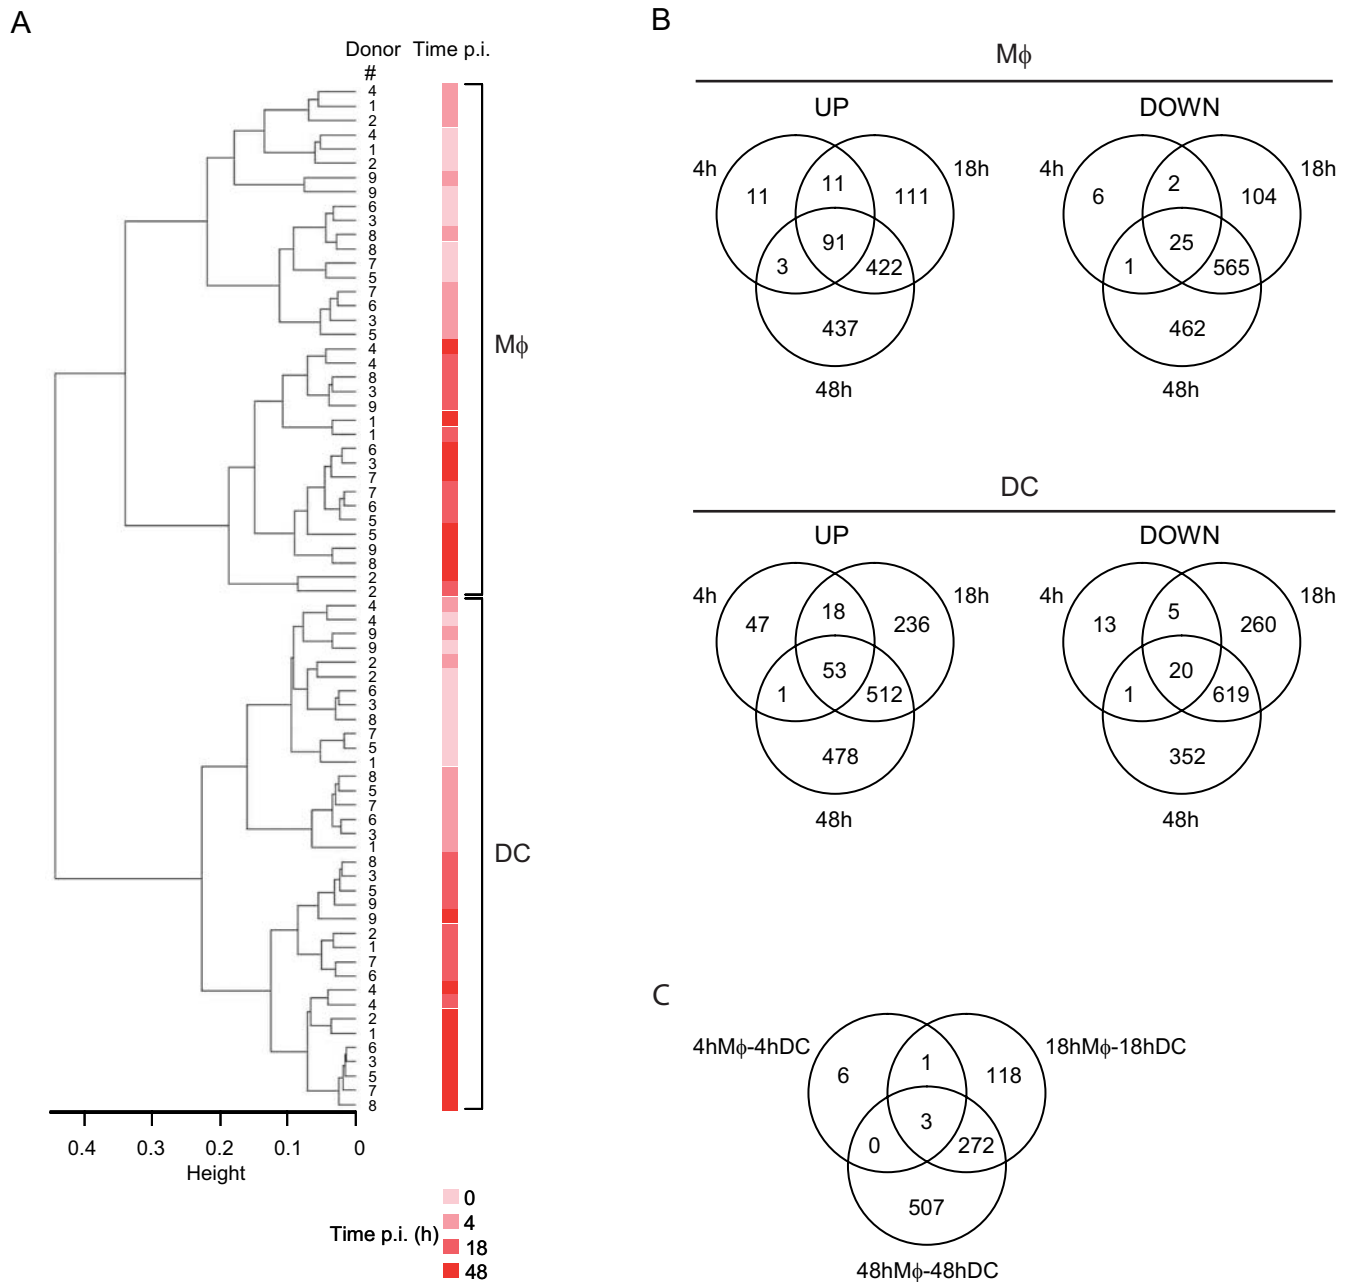 A
Donor Time p.i.
#
4
1
2
4
1
2
9
9
6
3
8
8
7
5
7
6
3
5
4
4
8
3
9
1
1
6
3
7
7
6
5
5
9
8
2
2
4
4
9
9
2
2
6
3
8
7
5
1
8
5
7
6
3
1
8
3
5
9
9
2
1
7
6
4
4
2
1
6
3
5
7
8
Mϕ
DC
0.4 0.3 0.2 0.1 0
Height
Time p.i. (h)
0
4
18
48
B
Mϕ
UP
4h
18h
11 11 111
91
3 422
437
48h
DOWN
4h
18h
6 2 104
25
1 565
462
48h
DC
UP
4h
18h
47 18 236
53
1 512
478
48h
DOWN
4h
18h
13 5 260
20
1 619
352
48h
C
4hMϕ-4hDC
18hMϕ-18hDC
6 1 118
3
0 272
507
48hMϕ-48hDC